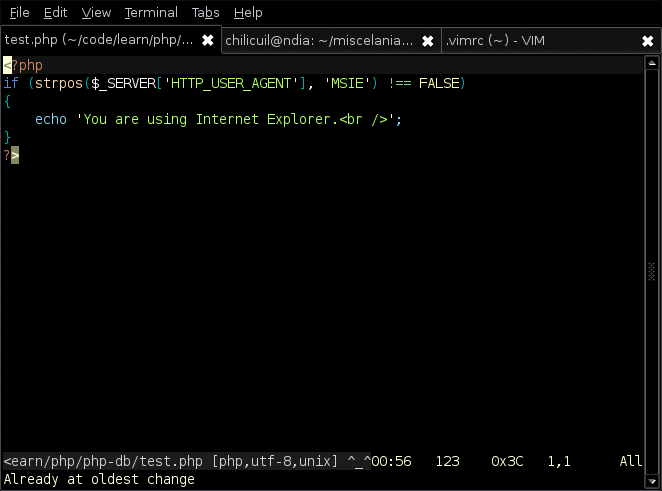 File Edit View Terminal Tabs Help
test.php (~/code/learn/php/... chilicuil@ndia: ~/miscelania... .vimrc (~) - VIM
<?php
if (strpos($_SERVER['HTTP_USER_AGENT'], 'MSIE') !== FALSE)
{
    echo 'You are using Internet Explorer.<br />';
}
?>
<earn/php/php-db/test.php [php,utf-8,unix] ^_^00:56 123 0x3C 1,1 All
Already at oldest change